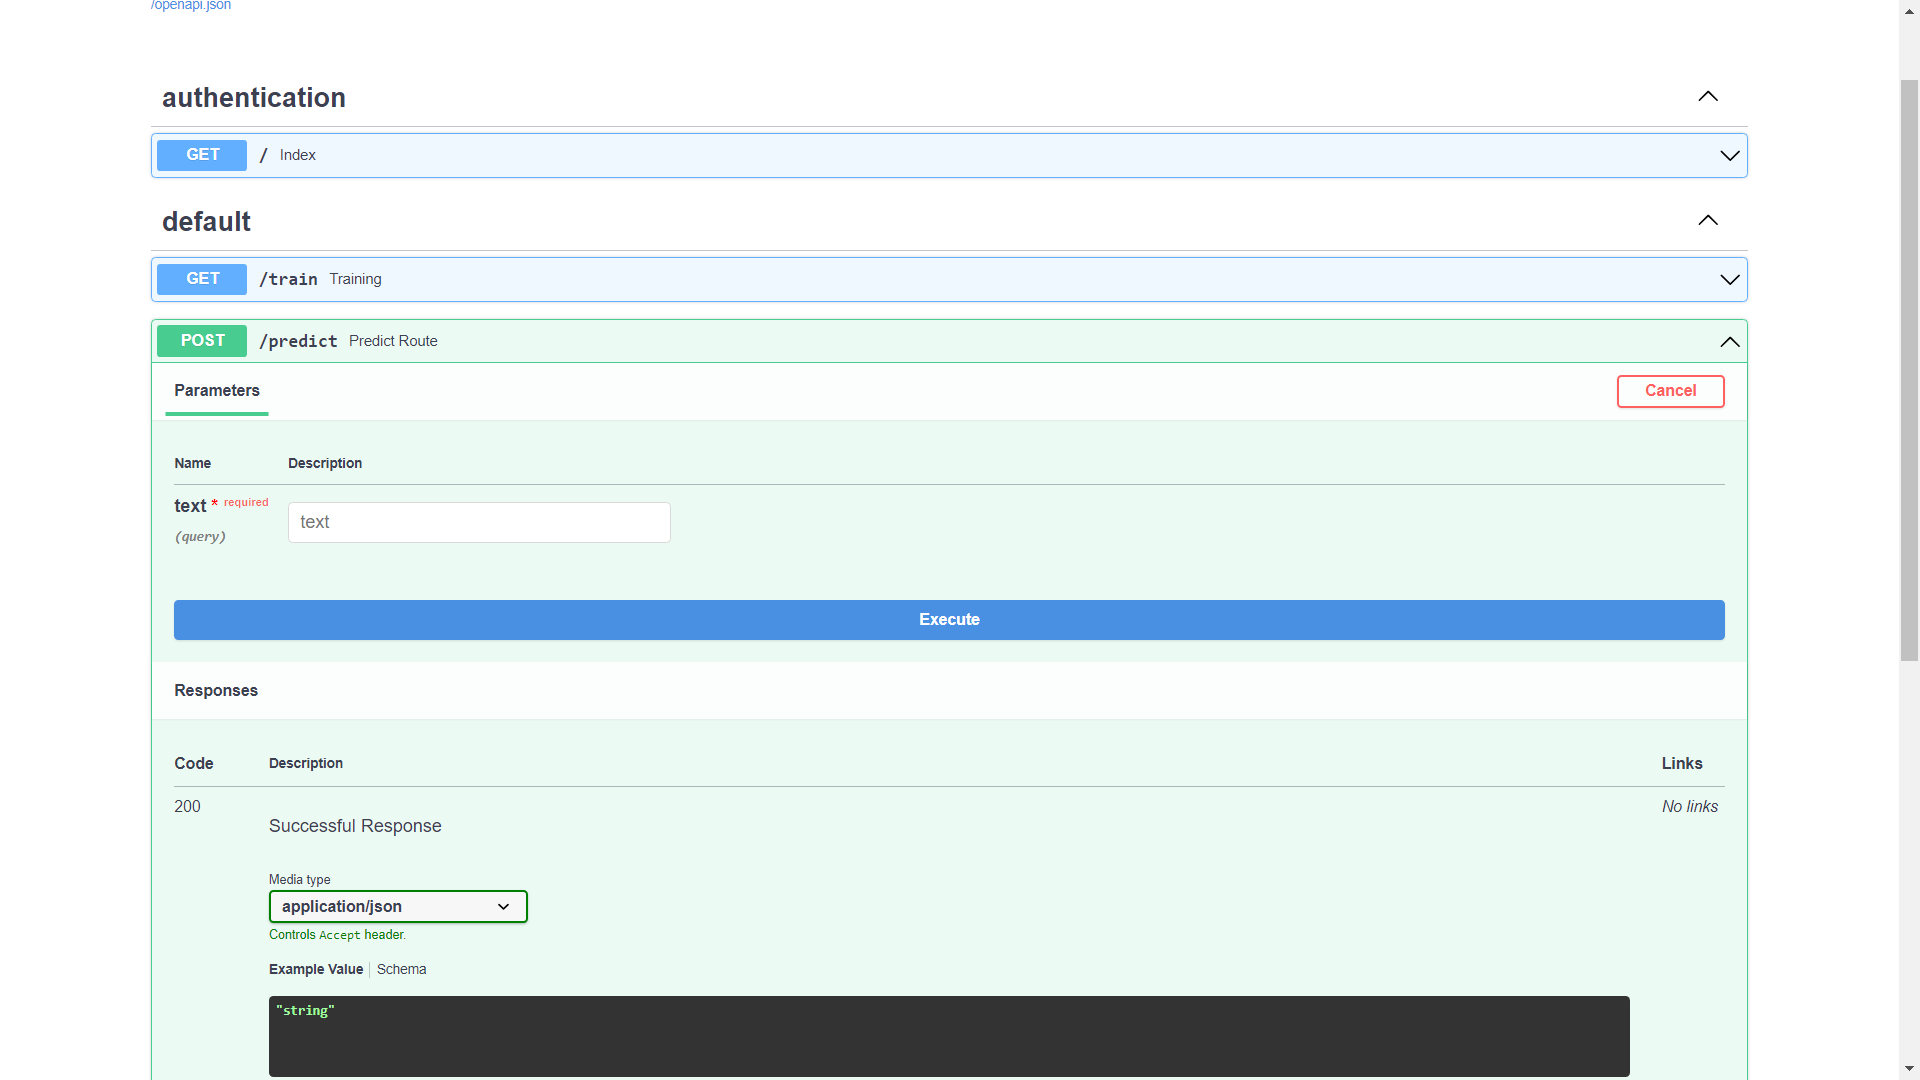 /openapi.json
authentication
GET / Index
default
GET /train Training
POST /predict Predict Route
Parameters Cancel
Name Description
text * required
(query)
text
Execute
Responses
Code Description Links
200 No links
Successful Response
Media type
application/json
Controls Accept header.
Example Value Schema
"string"